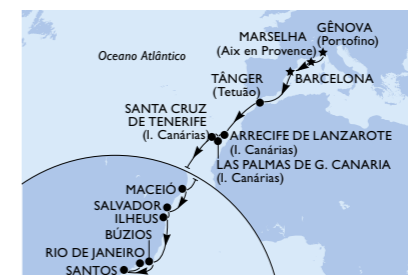 GÊNOVA
(Portofino)
MARSELHA
(Aix en Provence)
Oceano Atlântico
BARCELONA
TÂNGER
(Tetuão)
SANTA CRUZ
DE TENERIFE
(I. Canárias)
ARRECIFE DE LANZAROTE
(I. Canárias)
LAS PALMAS DE G. CANARIA
(I. Canárias)
MACEIÓ
SALVADOR
ILHEUS
BÚZIOS
RIO DE JANEIRO
SANTOS